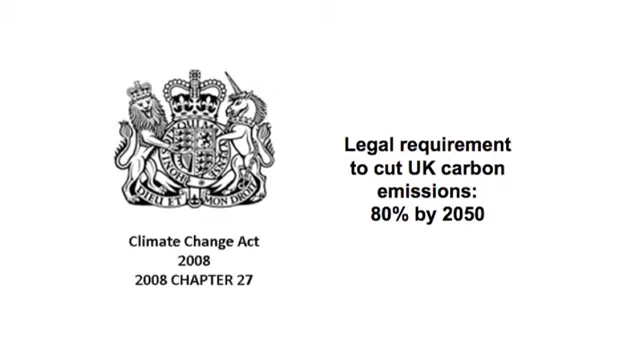 DIEU ET MON DROIT
Climate Change Act
2008
2008 CHAPTER 27
Legal requirement
to cut UK carbon
emissions:
80% by 2050